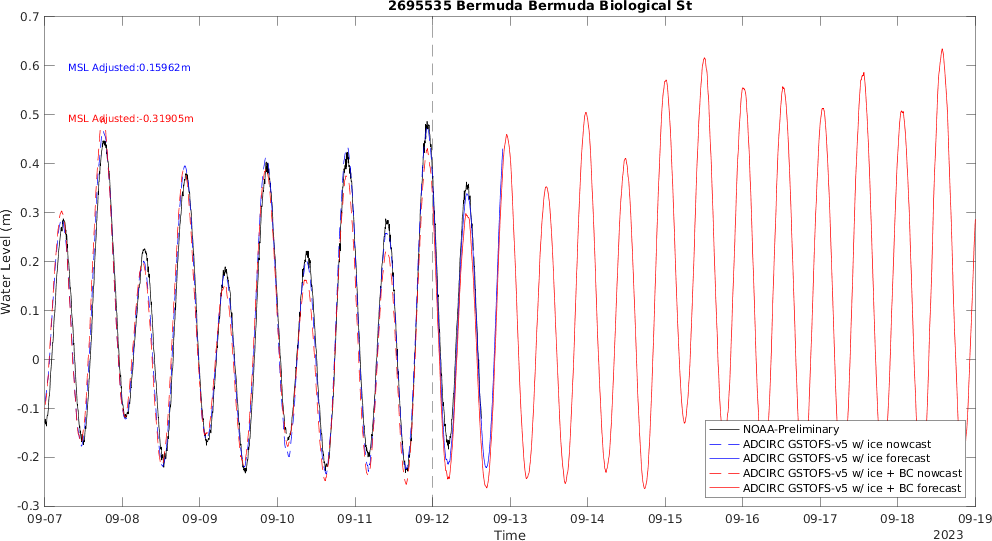 2695535 Bermuda Bermuda Biological St
0.7
0.6
0.5
0.4
0.3
0.2
0.1
0
-0.1
-0.2
-0.3
Water Level (m)
MSL Adjusted:0.15962m
MSL Adjusted:-0.31905m
NOAA-Preliminary
ADCIRC GSTOFS-v5 w/ ice nowcast
ADCIRC GSTOFS-v5 w/ ice forecast
ADCIRC GSTOFS-v5 w/ ice + BC nowcast
ADCIRC GSTOFS-v5 w/ ice + BC forecast
09-07 09-08 09-09 09-10 09-11 09-12 09-13 09-14 09-15 09-16 09-17 09-18 09-19
Time
2023